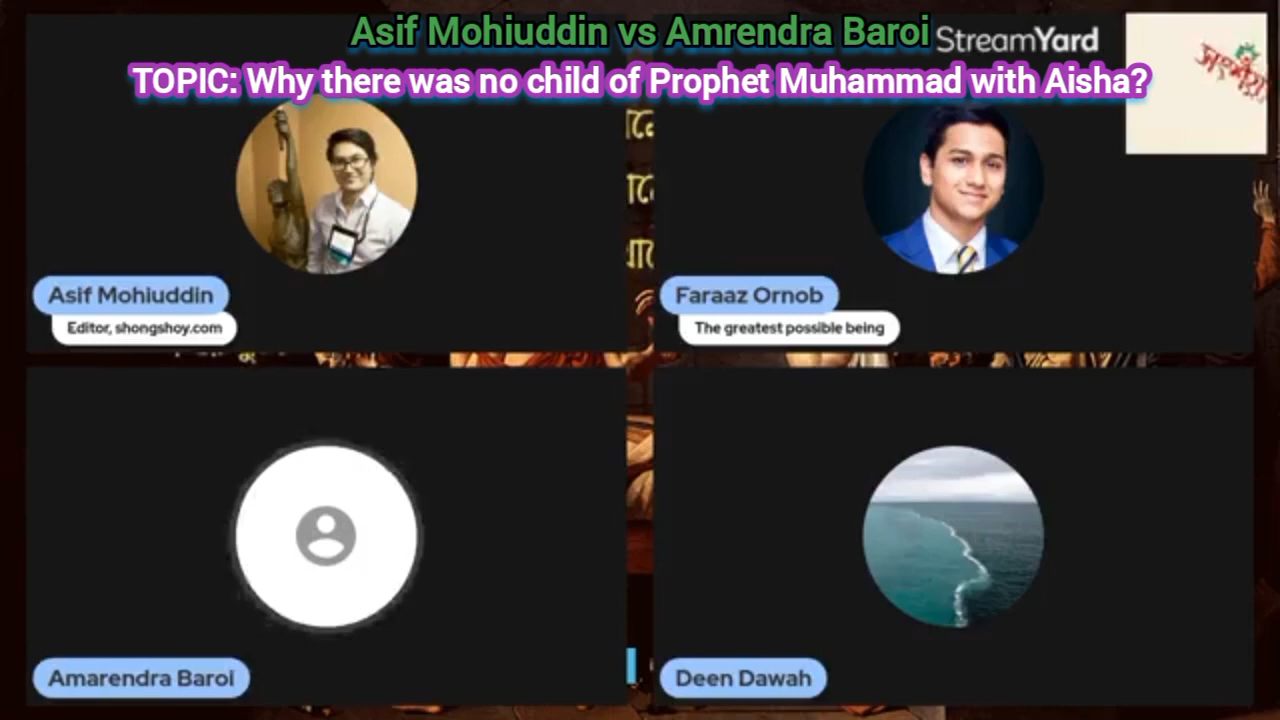 Asif Mohiuddin vs Amrendra Baroi
StreamYard
TOPIC: Why there was no child of Prophet Muhammad with Aisha?
সংশয়
Asif Mohiuddin
Editor, shongshoy.com
Faraaz Ornob
The greatest possible being
Amarendra Baroi
Deen Dawah